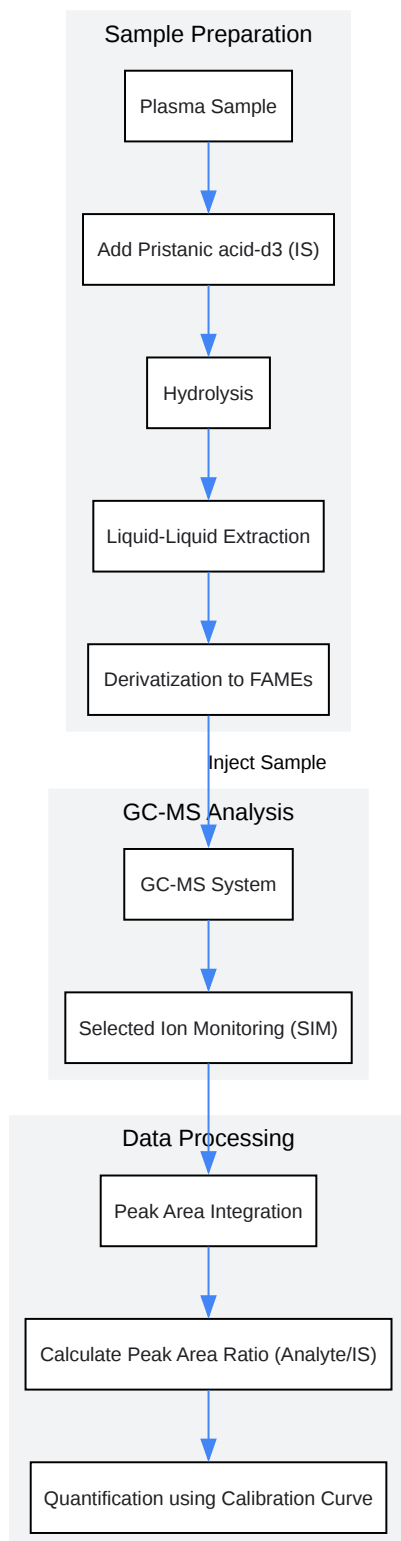 Sample Preparation
Plasma Sample
Add Pristanic acid-d3 (IS)
Hydrolysis
Liquid-Liquid Extraction
Derivatization to FAMEs
Inject Sample
GC-MS Analysis
GC-MS System
Selected Ion Monitoring (SIM)
Data Processing
Peak Area Integration
Calculate Peak Area Ratio (Analyte/IS)
Quantification using Calibration Curve